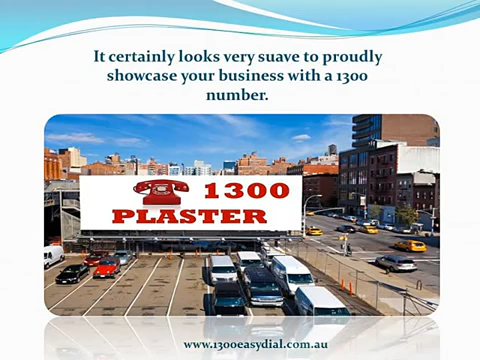 It certainly looks very suave to proudly
showcase your business with a 1300
number.
1300
PLASTER
www.1300easydial.com.au